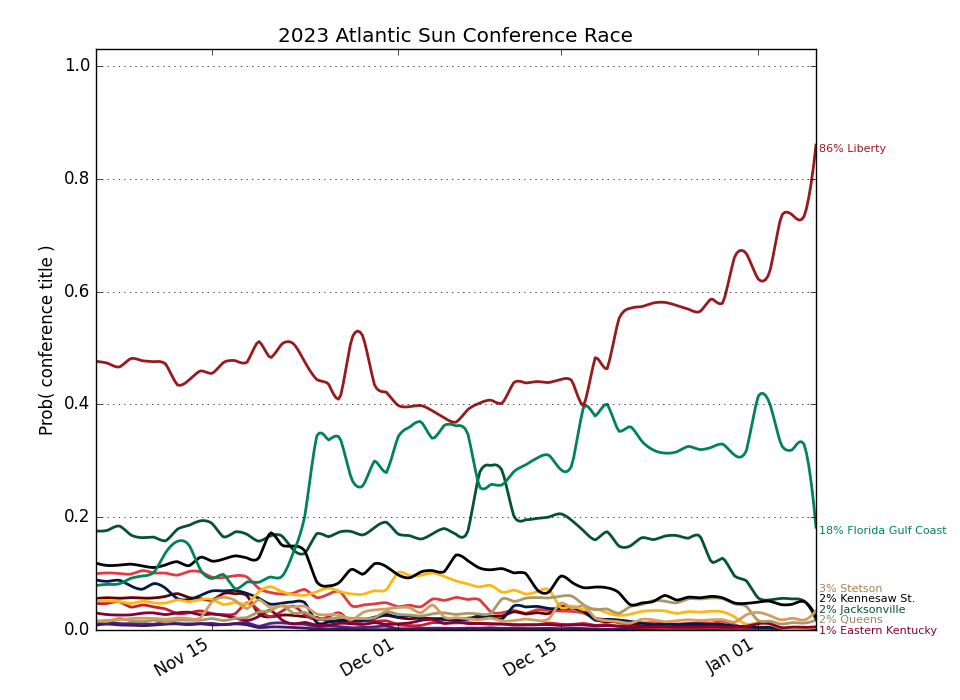 2023 Atlantic Sun Conference Race
Prob( conference title )
1.0
0.8
0.6
0.4
0.2
0.0
Nov 15
Dec 01
Dec 15
Jan 01
86% Liberty
18% Florida Gulf Coast
3% Stetson
2% Kennesaw St.
2% Jacksonville
2% Queens
1% Eastern Kentucky